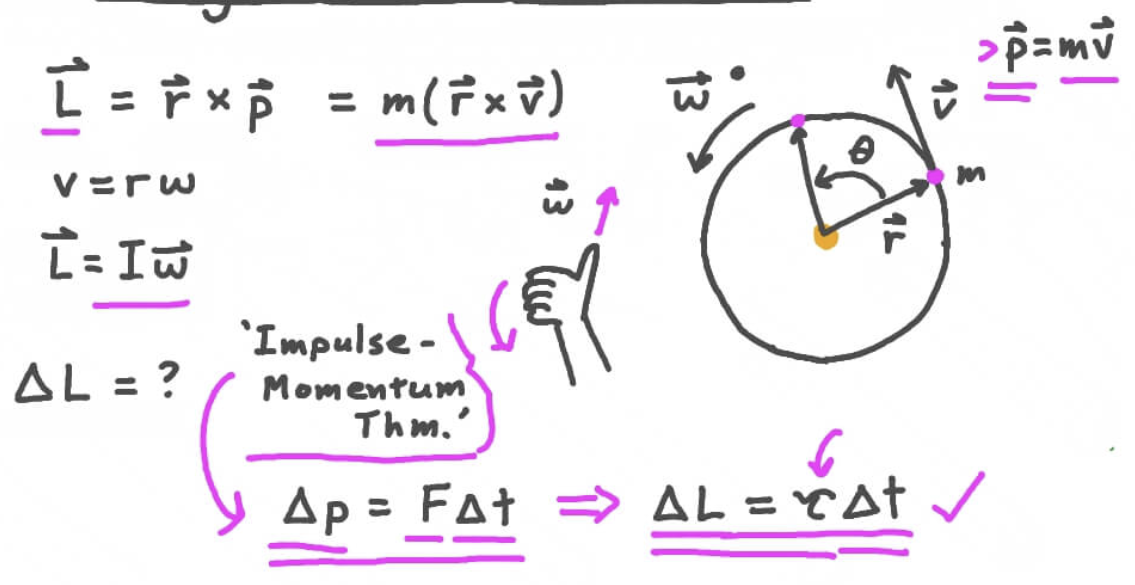 L⃗ = r⃗ × p⃗ = m(r⃗ × v⃗)
v = rω
L⃗ = Iω⃗
ΔL = ?
'Impulse-
Momentum
Thm.'
Δp = FΔt ⇒ ΔL = τΔt ✓
ω⃗
ω⃗
θ
r⃗
m
v⃗
> p⃗ = mv⃗